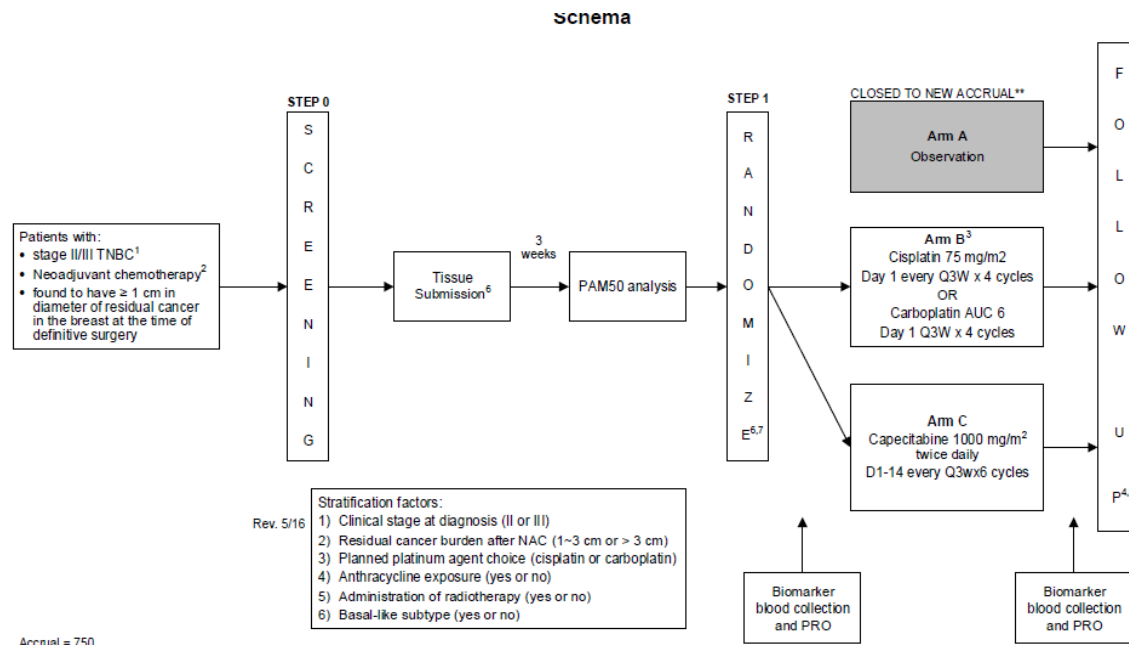 Schema
STEP 0
S
C
R
E
E
N
I
N
G
Patients with:
• stage II/III TNBC1
• Neoadjuvant chemotherapy2
• found to have ≥ 1 cm in
diameter of residual cancer
in the breast at the time of
definitive surgery
Tissue
Submission6
3
weeks
PAM50 analysis
STEP 1
R
A
N
D
O
M
I
Z
E6,7
CLOSED TO NEW ACCRUAL**
Arm A
Observation
Arm B3
Cisplatin 75 mg/m2
Day 1 every Q3W x 4 cycles
OR
Carboplatin AUC 6
Day 1 Q3W x 4 cycles
Arm C
Capecitabine 1000 mg/m2
twice daily
D1-14 every Q3wx6 cycles
F
O
L
L
O
W
U
P4,
Rev. 5/16
Stratification factors:
1) Clinical stage at diagnosis (II or III)
2) Residual cancer burden after NAC (1~3 cm or > 3 cm)
3) Planned platinum agent choice (cisplatin or carboplatin)
4) Anthracycline exposure (yes or no)
5) Administration of radiotherapy (yes or no)
6) Basal-like subtype (yes or no)
Biomarker
blood collection
and PRO
Biomarker
blood collection
and PRO
Accrual = 750